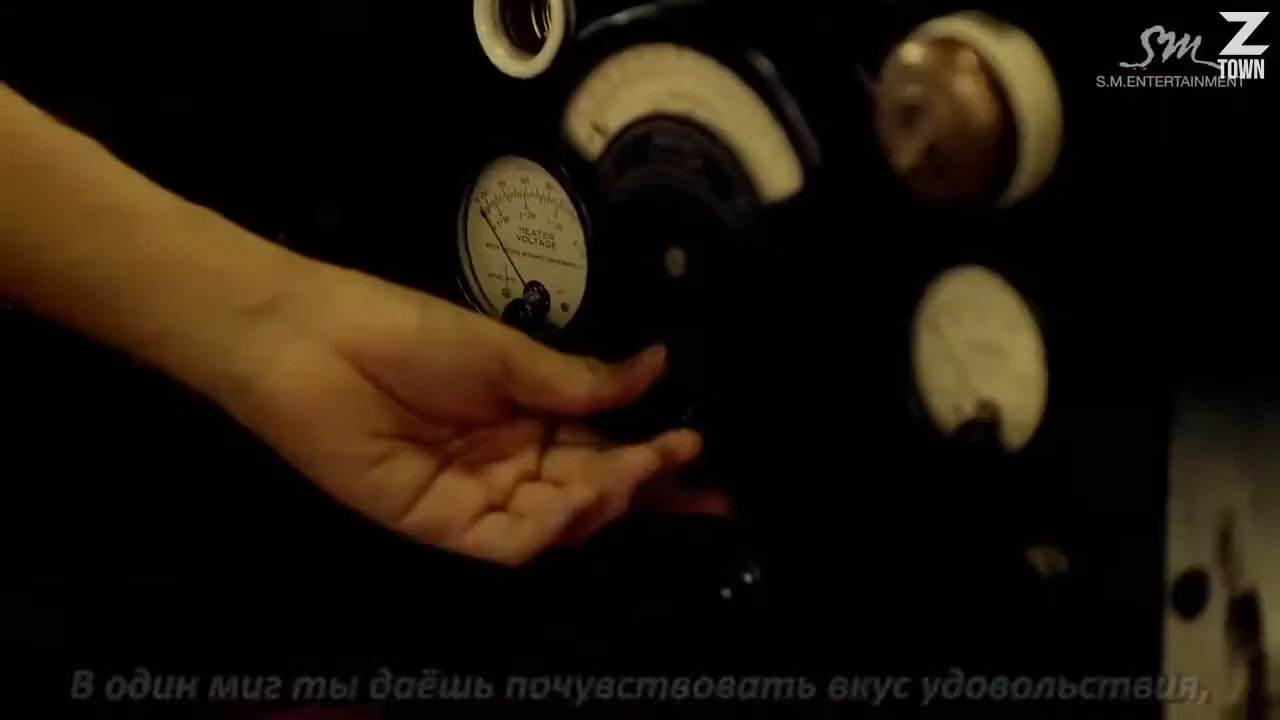 Sm
S.M.ENTERTAINMENT
Z
TOWN
HEATER
VOLTAGE
В один миг ты даёшь почувствовать вкус удовольствия,